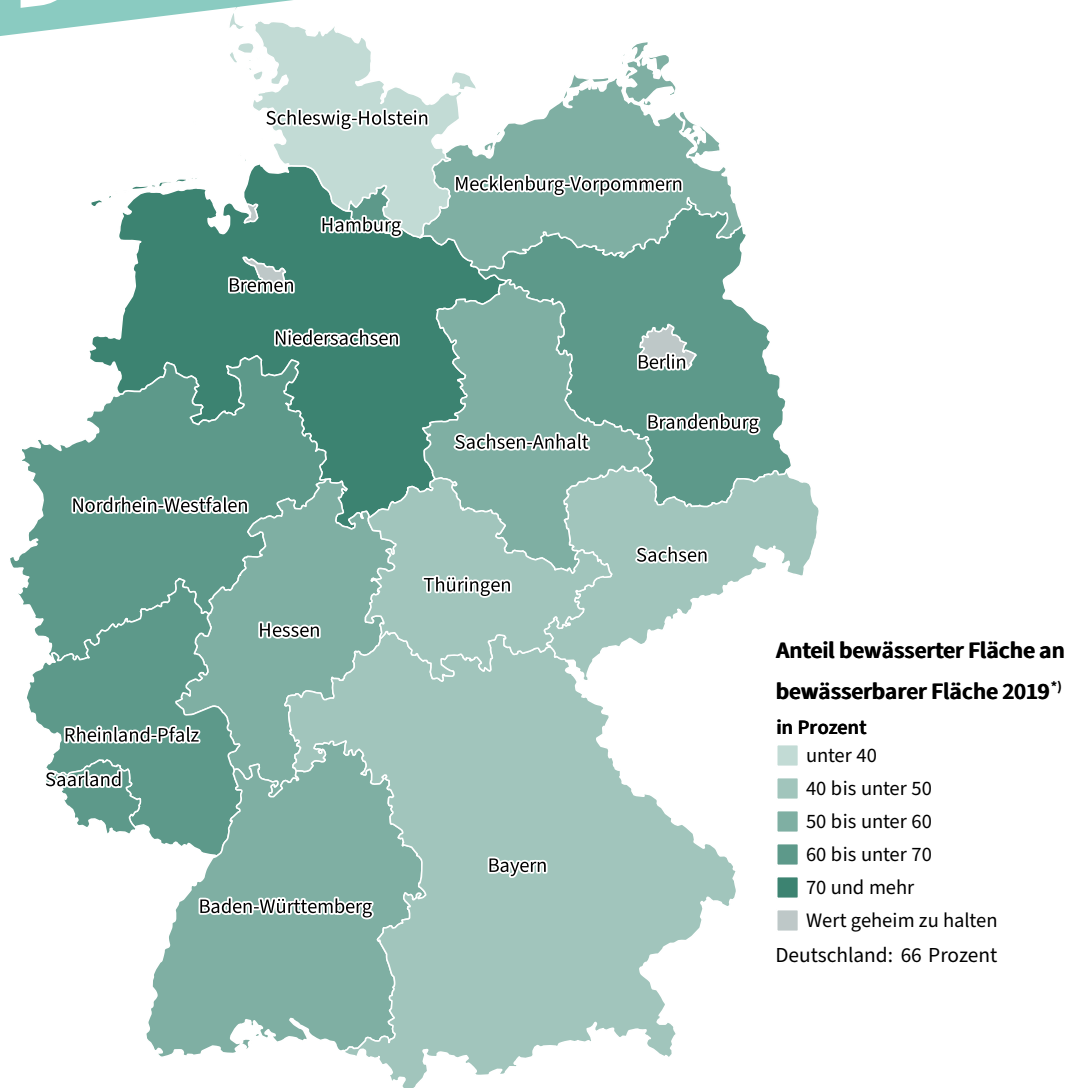 Schleswig-Holstein
Mecklenburg-Vorpommern
Hamburg
Bremen
Niedersachsen
Berlin
Brandenburg
Sachsen-Anhalt
Nordrhein-Westfalen
Sachsen
Thüringen
Hessen
Rheinland-Pfalz
Saarland
Bayern
Baden-Württemberg
Anteil bewässerter Fläche an
bewässerbarer Fläche 2019*)
in Prozent
unter 40
40 bis unter 50
50 bis unter 60
60 bis unter 70
70 und mehr
Wert geheim zu halten
Deutschland: 66 Prozent